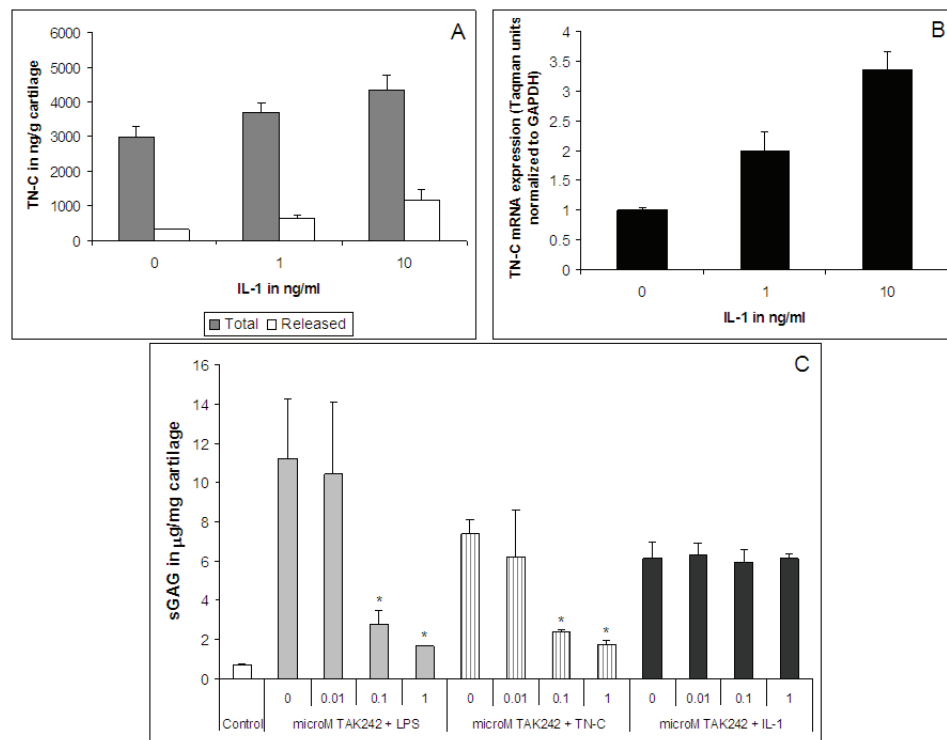 A
TN-C in ng/g cartilage
6000
5000
4000
3000
2000
1000
0
0 1 10
IL-1 in ng/ml
Total Released
B
TN-C mRNA expression (Taqman units
normalized to GAPDH)
4
3.5
3
2.5
2
1.5
1
0.5
0
0 1 10
IL-1 in ng/ml
C
sGAG in µg/mg cartilage
16
14
12
10
8
6
4
2
0
* * * *
0 0.01 0.1 1 0 0.01 0.1 1 0 0.01 0.1 1
Control microM TAK242 + LPS microM TAK242 + TN-C microM TAK242 + IL-1